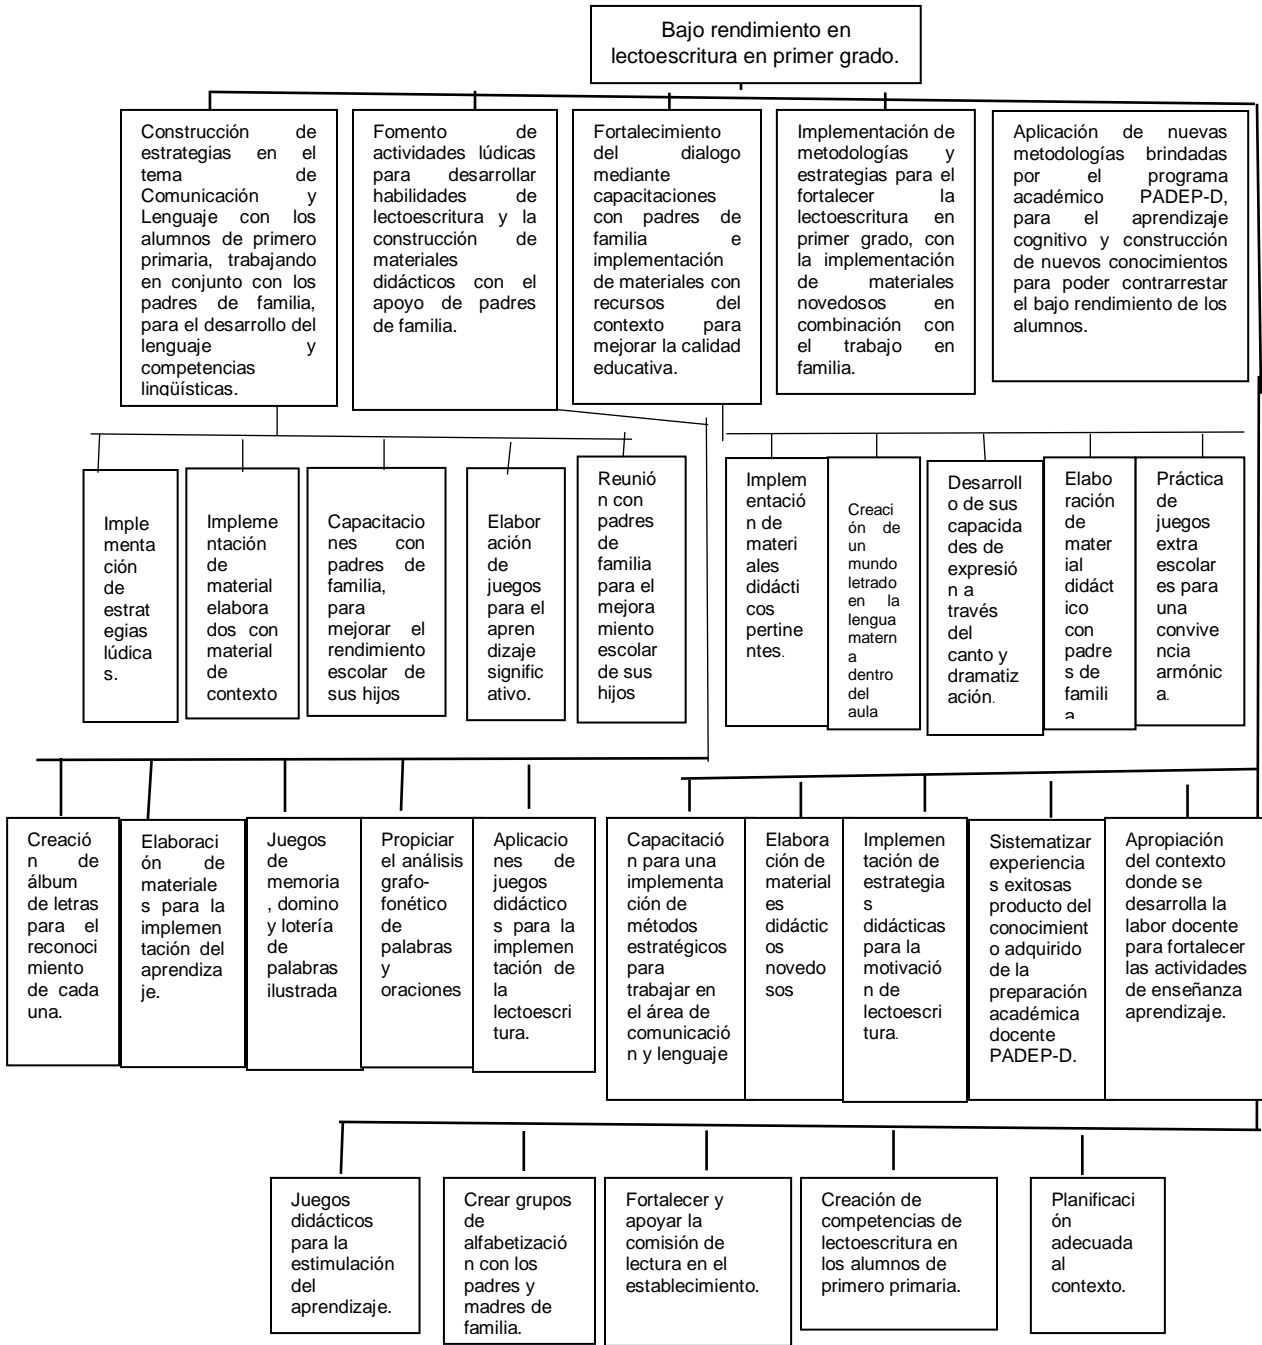 Bajo rendimiento en
lectoescritura en primer grado.
Construcción de
estrategias en el
tema de
Comunicación y
Lenguaje con los
alumnos de primero
primaria, trabajando
en conjunto con los
padres de familia,
para el desarrollo del
lenguaje y
competencias
lingüísticas.
Fomento de
actividades lúdicas
para desarrollar
habilidades de
lectoescritura y la
construcción de
materiales
didácticos con el
apoyo de padres
de familia.
Fortalecimiento
del dialogo
mediante
capacitaciones
con padres de
familia e
implementación
de materiales con
recursos del
contexto para
mejorar la calidad
educativa.
Implementación de
metodologías y
estrategias para el
fortalecer la
lectoescritura en
primer grado, con
la implementación
de materiales
novedosos en
combinación con
el trabajo en
familia.
Aplicación de nuevas
metodologías brindadas
por el programa
académico PADEP-D,
para el aprendizaje
cognitivo y construcción
de nuevos conocimientos
para poder contrarrestar
el bajo rendimiento de los
alumnos.
Imple
menta
ción
de
estrat
egias
lúdica
s.
Impleme
ntación
de
material
elabora
dos con
material
de
contexto
Capacitacio
nes con
padres de
familia,
para
mejorar el
rendimiento
escolar de
sus hijos
Elabor
ación
de
juegos
para el
apren
dizaje
signific
ativo.
Reunió
n con
padres
de
familia
para el
mejora
miento
escolar
de sus
hijos
Implem
entació
n de
materi
ales
didácti
cos
pertine
ntes.
Creaci
ón de
un
mundo
letrado
en la
lengua
matern
a
dentro
del
aula
Desarroll
o de sus
capacida
des de
expresió
n a
través
del
canto y
dramatiz
ación.
Elabo
ración
de
mater
ial
didáct
ico
con
padre
s de
famili
a
Práctica
de
juegos
extra
escolar
es para
una
convive
ncia
armónic
a.
Creació
n de
álbum
de letras
para el
reconoci
miento
de cada
una.
Elaboraci
ón de
materiale
s para la
implemen
tación del
aprendiza
je.
Juegos
de
memoria
, domino
y lotería
de
palabras
ilustrada
Propiciar
el análisis
grafo-
fonético
de
palabras
y
oraciones
Aplicacio
nes de
juegos
didáctico
s para la
implemen
tación de
la
lectoescri
tura.
Capacitació
n para una
implementa
ción de
métodos
estratégicos
para
trabajar en
el área de
comunicació
n y lenguaje
Elabora
ción de
material
es
didáctic
os
novedo
sos
Implemen
tación de
estrategia
s
didácticas
para la
motivació
n de
lectoescri
tura.
Sistematizar
experiencia
s exitosas
producto del
conocimient
o adquirido
de la
preparación
académica
docente
PADEP-D.
Apropiación
del contexto
donde se
desarrolla la
labor docente
para fortalecer
las actividades
de enseñanza
aprendizaje.
Juegos
didácticos
para la
estimulación
del
aprendizaje.
Crear grupos
de
alfabetizació
n con los
padres y
madres de
familia.
Fortalecer y
apoyar la
comisión de
lectura en el
establecimiento.
Creación de
competencias de
lectoescritura en
los alumnos de
primero primaria.
Planificaci
ón
adecuada
al
contexto.